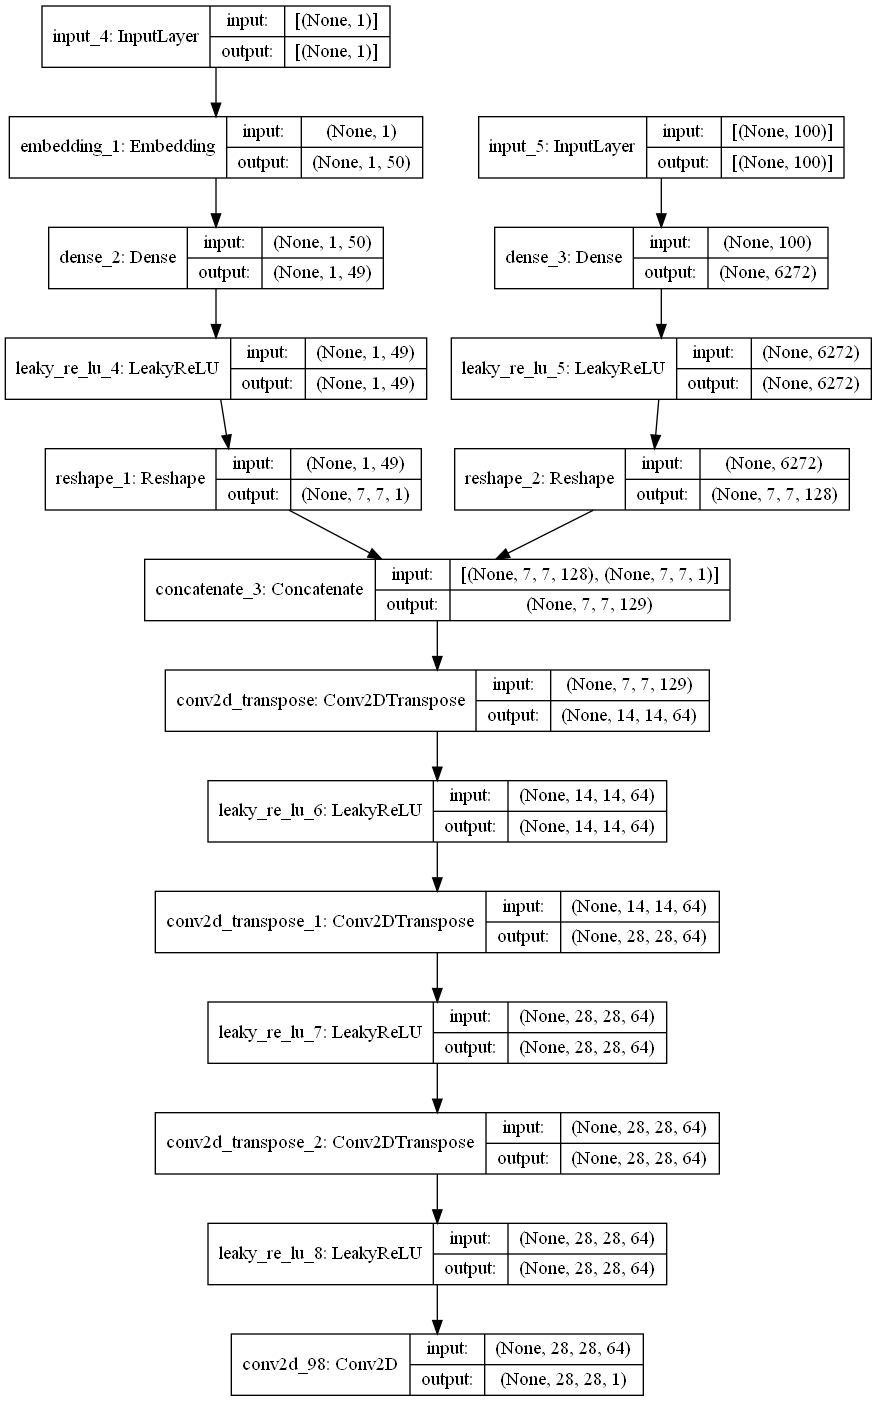 input_4: InputLayer
input:
[(None, 1)]
output:
[(None, 1)]
embedding_1: Embedding
input:
(None, 1)
output:
(None, 1, 50)
input_5: InputLayer
input:
[(None, 100)]
output:
[(None, 100)]
dense_2: Dense
input:
(None, 1, 50)
output:
(None, 1, 49)
dense_3: Dense
input:
(None, 100)
output:
(None, 6272)
leaky_re_lu_4: LeakyReLU
input:
(None, 1, 49)
output:
(None, 1, 49)
leaky_re_lu_5: LeakyReLU
input:
(None, 6272)
output:
(None, 6272)
reshape_1: Reshape
input:
(None, 1, 49)
output:
(None, 7, 7, 1)
reshape_2: Reshape
input:
(None, 6272)
output:
(None, 7, 7, 128)
concatenate_3: Concatenate
input:
[(None, 7, 7, 128), (None, 7, 7, 1)]
output:
(None, 7, 7, 129)
conv2d_transpose: Conv2DTranspose
input:
(None, 7, 7, 129)
output:
(None, 14, 14, 64)
leaky_re_lu_6: LeakyReLU
input:
(None, 14, 14, 64)
output:
(None, 14, 14, 64)
conv2d_transpose_1: Conv2DTranspose
input:
(None, 14, 14, 64)
output:
(None, 28, 28, 64)
leaky_re_lu_7: LeakyReLU
input:
(None, 28, 28, 64)
output:
(None, 28, 28, 64)
conv2d_transpose_2: Conv2DTranspose
input:
(None, 28, 28, 64)
output:
(None, 28, 28, 64)
leaky_re_lu_8: LeakyReLU
input:
(None, 28, 28, 64)
output:
(None, 28, 28, 64)
conv2d_98: Conv2D
input:
(None, 28, 28, 64)
output:
(None, 28, 28, 1)